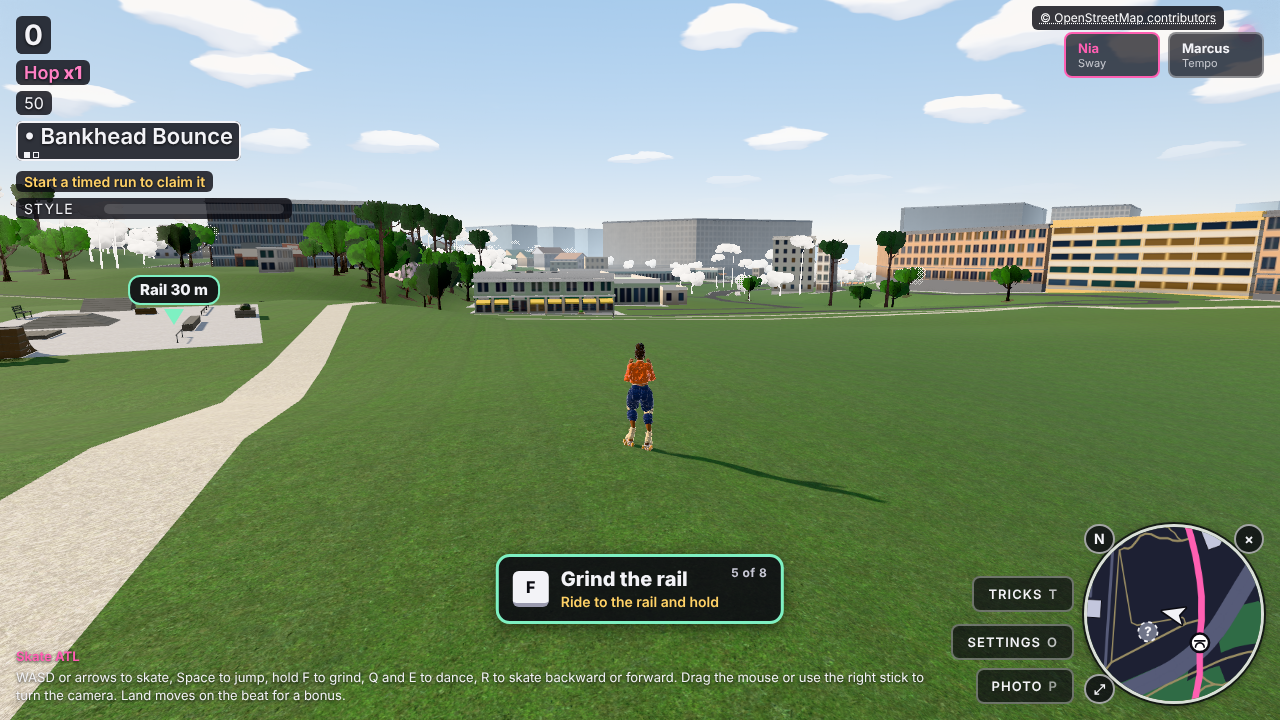 0
Hop x1
50
• Bankhead Bounce
Start a timed run to claim it
STYLE
© OpenStreetMap contributors
Nia
Sway
Marcus
Tempo
Rail 30 m
F
Grind the rail
5 of 8
Ride to the rail and hold
N
×
?
TRICKS T
SETTINGS O
PHOTO P
Skate ATL
WASD or arrows to skate, Space to jump, hold F to grind, Q and E to dance, R to skate backward or forward. Drag the mouse or use the right stick to
turn the camera. Land moves on the beat for a bonus.